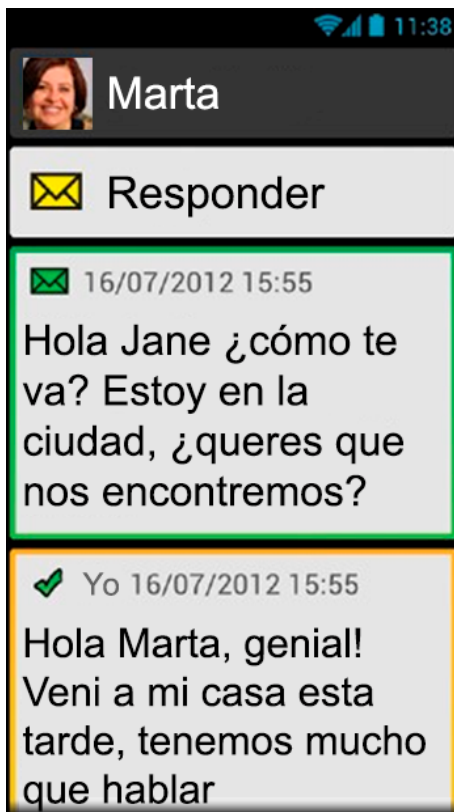 11:38
Marta
Responder
16/07/2012 15:55
Hola Jane ¿cómo te
va? Estoy en la
ciudad, ¿queres que
nos encontremos?
Yo 16/07/2012 15:55
Hola Marta, genial!
Veni a mi casa esta
tarde, tenemos mucho
que hablar